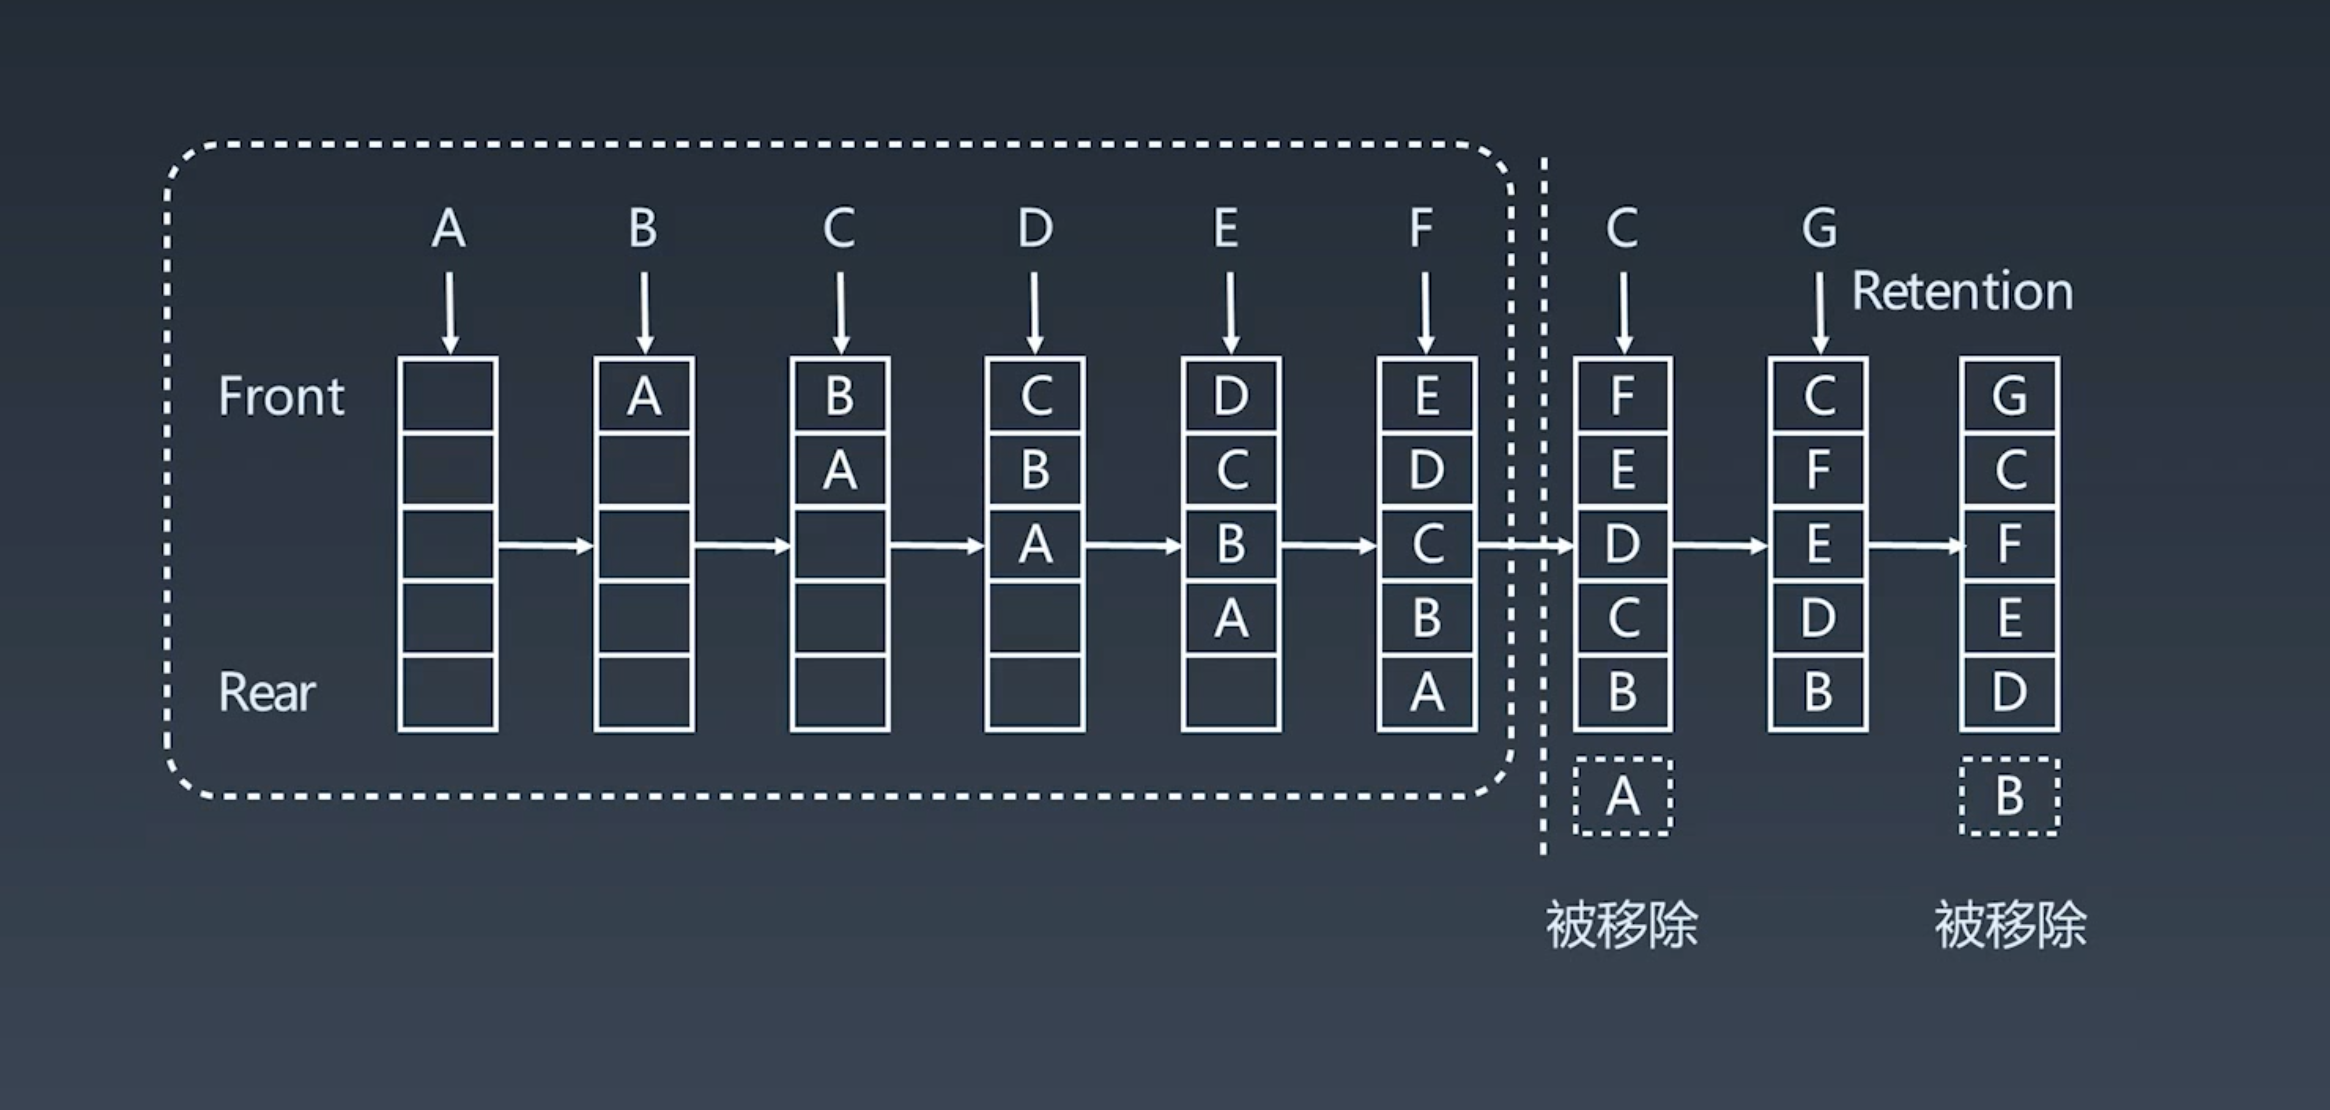 A B C D E F C G
Retention
Front A B C D E F C G
A B C D E F C
A B C D E F
A B C D E
Rear A B B D
A B
被移除 被移除